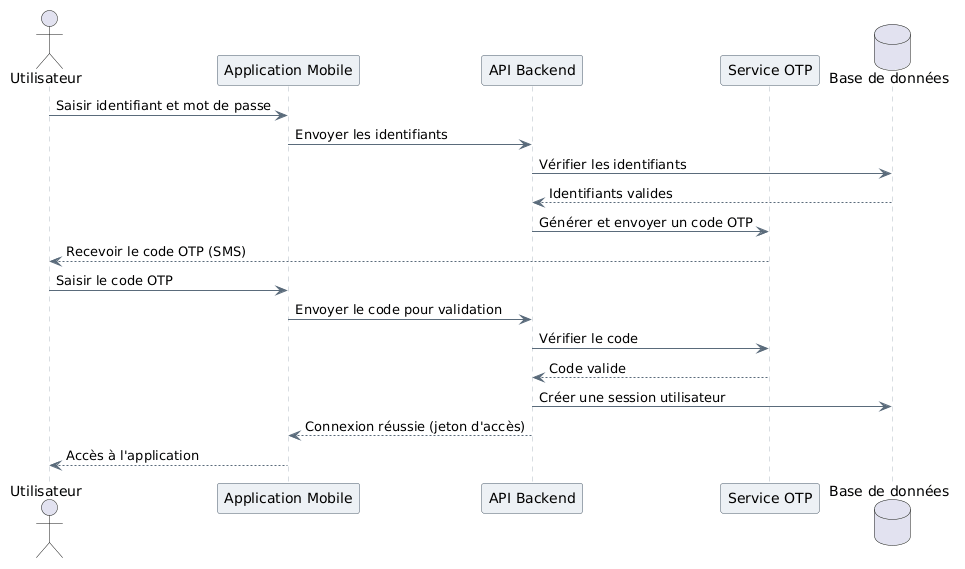 Utilisateur
Application Mobile
API Backend
Service OTP
Base de données
Saisir identifiant et mot de passe
Envoyer les identifiants
Vérifier les identifiants
Identifiants valides
Générer et envoyer un code OTP
Recevoir le code OTP (SMS)
Saisir le code OTP
Envoyer le code pour validation
Vérifier le code
Code valide
Créer une session utilisateur
Connexion réussie (jeton d'accès)
Accès à l'application
Utilisateur
Application Mobile
API Backend
Service OTP
Base de données